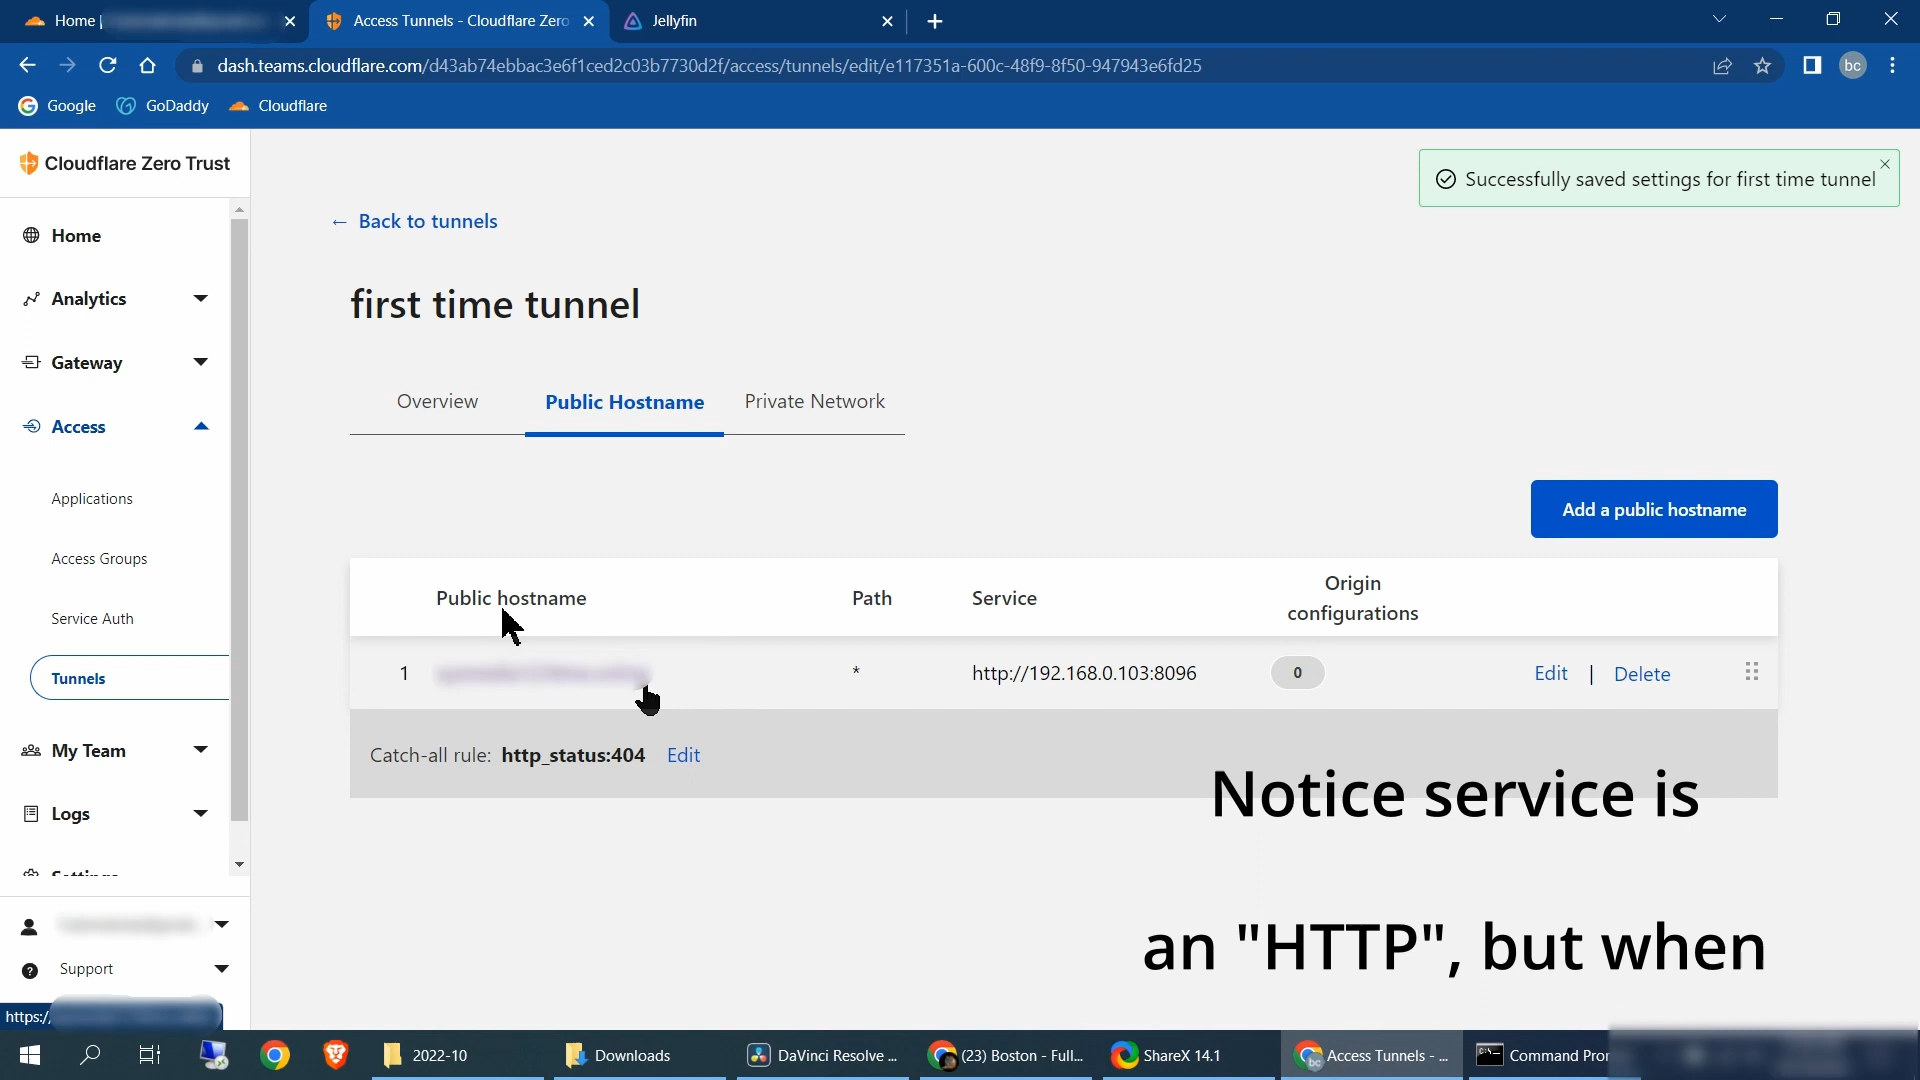 Home |
Access Tunnels - Cloudflare Zero
Jellyfin
dash.teams.cloudflare.com/d43ab74ebbac3e6f1ced2c03b7730d2f/access/tunnels/edit/e117351a-600c-48f9-8f50-947943e6fd25
bc
Google
GoDaddy
Cloudflare
Cloudflare Zero Trust
Successfully saved settings for first time tunnel
Home
Analytics
Gateway
Access
Applications
Access Groups
Service Auth
Tunnels
My Team
Logs
Settings
Support
https:/
← Back to tunnels
first time tunnel
Overview
Public Hostname
Private Network
Add a public hostname
Public hostname
Path
Service
Origin
configurations
1
*
http://192.168.0.103:8096
0
Edit | Delete
Catch-all rule: http_status:404 Edit
Notice service is
an "HTTP", but when
2022-10
Downloads
DaVinci Resolve ...
(23) Boston - Full...
ShareX 14.1
Access Tunnels - ...
Command Pro